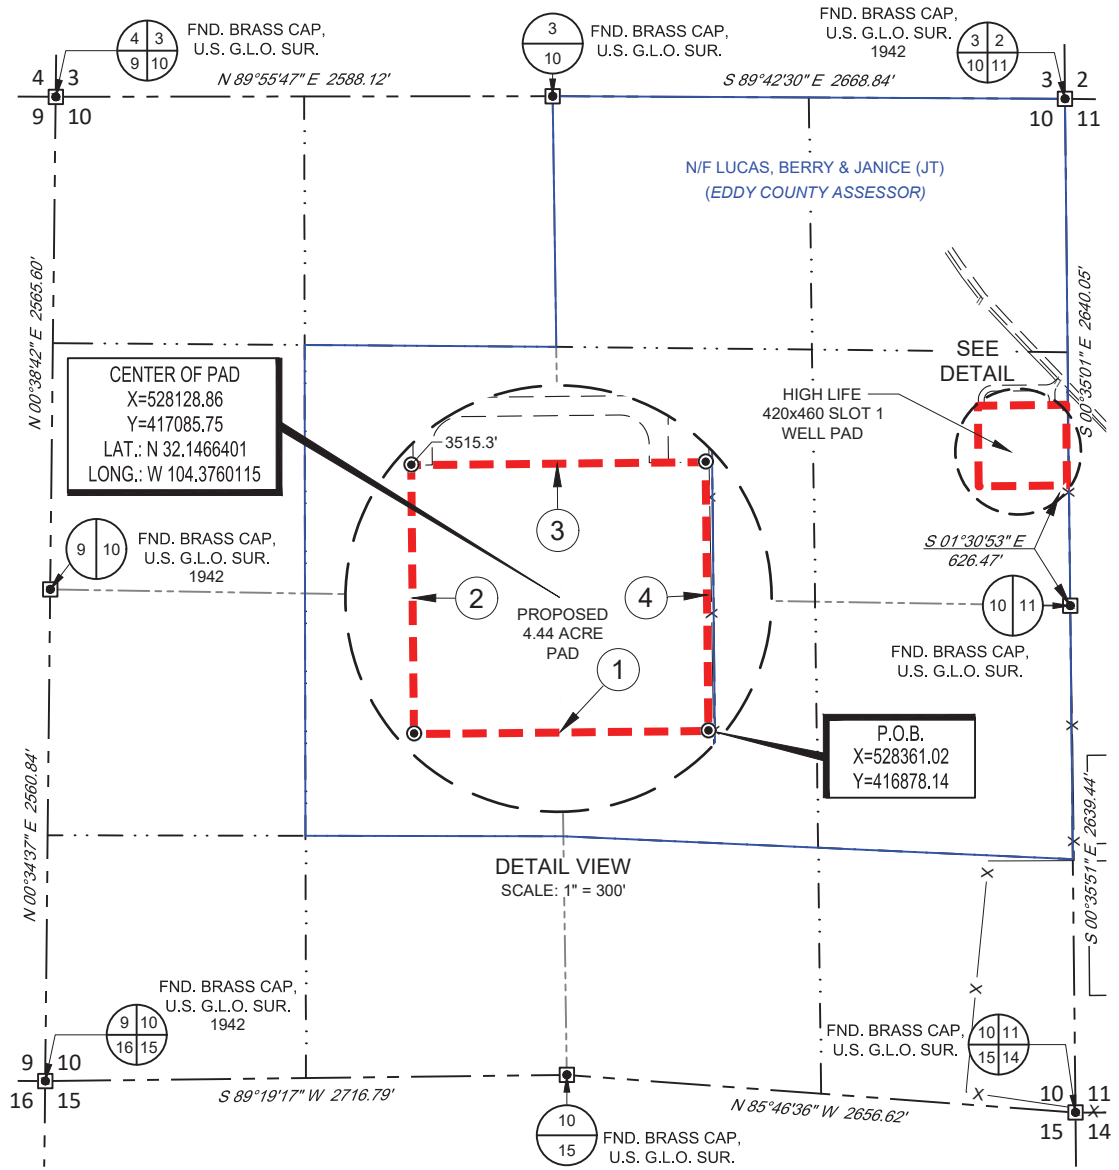 4 3
9 10
FND. BRASS CAP,
U.S. G.L.O. SUR.
N 89°55'47" E 2588.12'
3
10
FND. BRASS CAP,
U.S. G.L.O. SUR.
FND. BRASS CAP,
U.S. G.L.O. SUR.
1942
3 2
10 11
S 89°42'30" E 2668.84'
4 3
9 10
3 2
10 11
N/F LUCAS, BERRY & JANICE (JT)
(EDDY COUNTY ASSESSOR)
N 00°38'42" E 2565.60'
S 00°35'01" E 2640.05'
SEE
DETAIL
CENTER OF PAD
X=528128.86
Y=417085.75
LAT.: N 32.1466401
LONG.: W 104.3760115
HIGH LIFE
420x460 SLOT 1
WELL PAD
3515.3'
3
9 10
FND. BRASS CAP,
U.S. G.L.O. SUR.
1942
S 01°30'53" E
626.47'
2
4
PROPOSED
4.44 ACRE
PAD
10 11
FND. BRASS CAP,
U.S. G.L.O. SUR.
1
P.O.B.
X=528361.02
Y=416878.14
N 00°34'37" E 2560.84'
S 00°35'51" E 2639.44'
DETAIL VIEW
SCALE: 1" = 300'
X
X
X
X
FND. BRASS CAP,
U.S. G.L.O. SUR.
1942
9 10
16 15
FND. BRASS CAP,
U.S. G.L.O. SUR.
10 11
15 14
9 10
16 15
S 89°19'17" W 2716.79'
N 85°46'36" W 2656.62'
10 11
15 14
10
15
FND. BRASS CAP,
U.S. G.L.O. SUR.